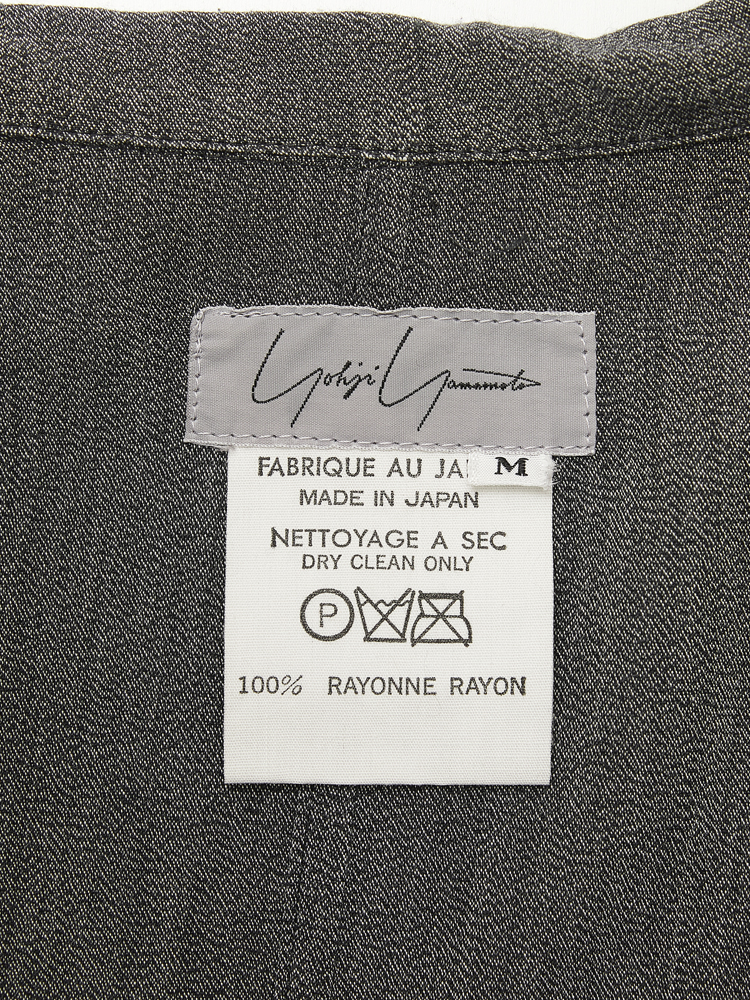 Yohji Yamamoto
FABRIQUE AU JA M
MADE IN JAPAN
NETTOYAGE A SEC
DRY CLEAN ONLY
P
100% RAYONNE RAYON